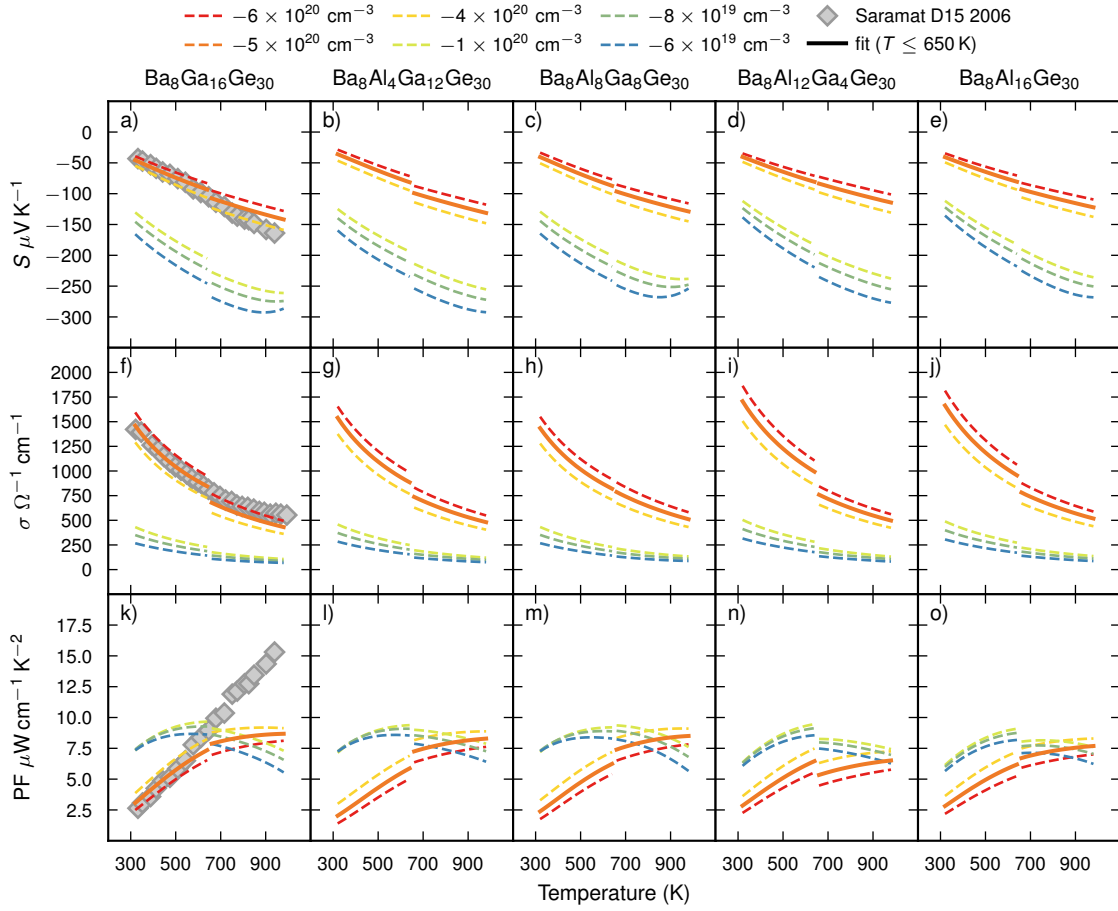 −6 × 10²⁰ cm⁻³ −4 × 10²⁰ cm⁻³ −8 × 10¹⁹ cm⁻³ Saramat D15 2006
−5 × 10²⁰ cm⁻³ −1 × 10²⁰ cm⁻³ −6 × 10¹⁹ cm⁻³ fit (T ≤ 650 K)
Ba₈Ga₁₆Ge₃₀ Ba₈Al₄Ga₁₂Ge₃₀ Ba₈Al₈Ga₈Ge₃₀ Ba₈Al₁₂Ga₄Ge₃₀ Ba₈Al₁₆Ge₃₀
a) b) c) d) e)
0
−50
−100
−150
−200
−250
−300
S μV K⁻¹
f) g) h) i) j)
2000
1750
1500
1250
1000
750
500
250
0
σ Ω⁻¹ cm⁻¹
k) l) m) n) o)
17.5
15.0
12.5
10.0
7.5
5.0
2.5
PF μW cm⁻¹ K⁻²
300 500 700 900 300 500 700 900 300 500 700 900 300 500 700 900 300 500 700 900
Temperature (K)